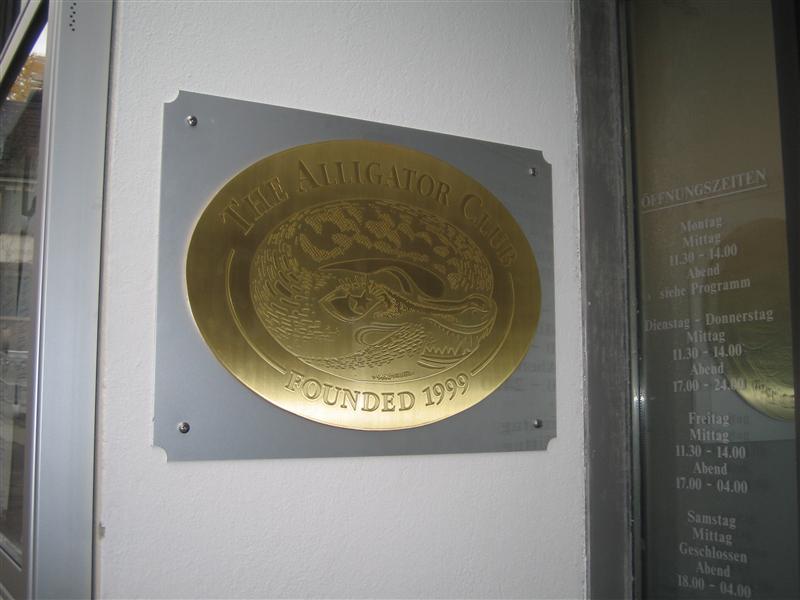 THE ALLIGATOR CLUB
FOUNDED 1999
ÖFFNUNGSZEITEN
Montag
Mittag
11.30 - 14.00
Abend
siehe Programm
Dienstag - Donnerstag
Mittag
11.30 - 14.00
Abend
17.00 - 24.00
Freitag
Mittag
11.30 - 14.00
Abend
17.00 - 04.00
Samstag
Mittag
Geschlossen
Abend
18.00 - 04.00